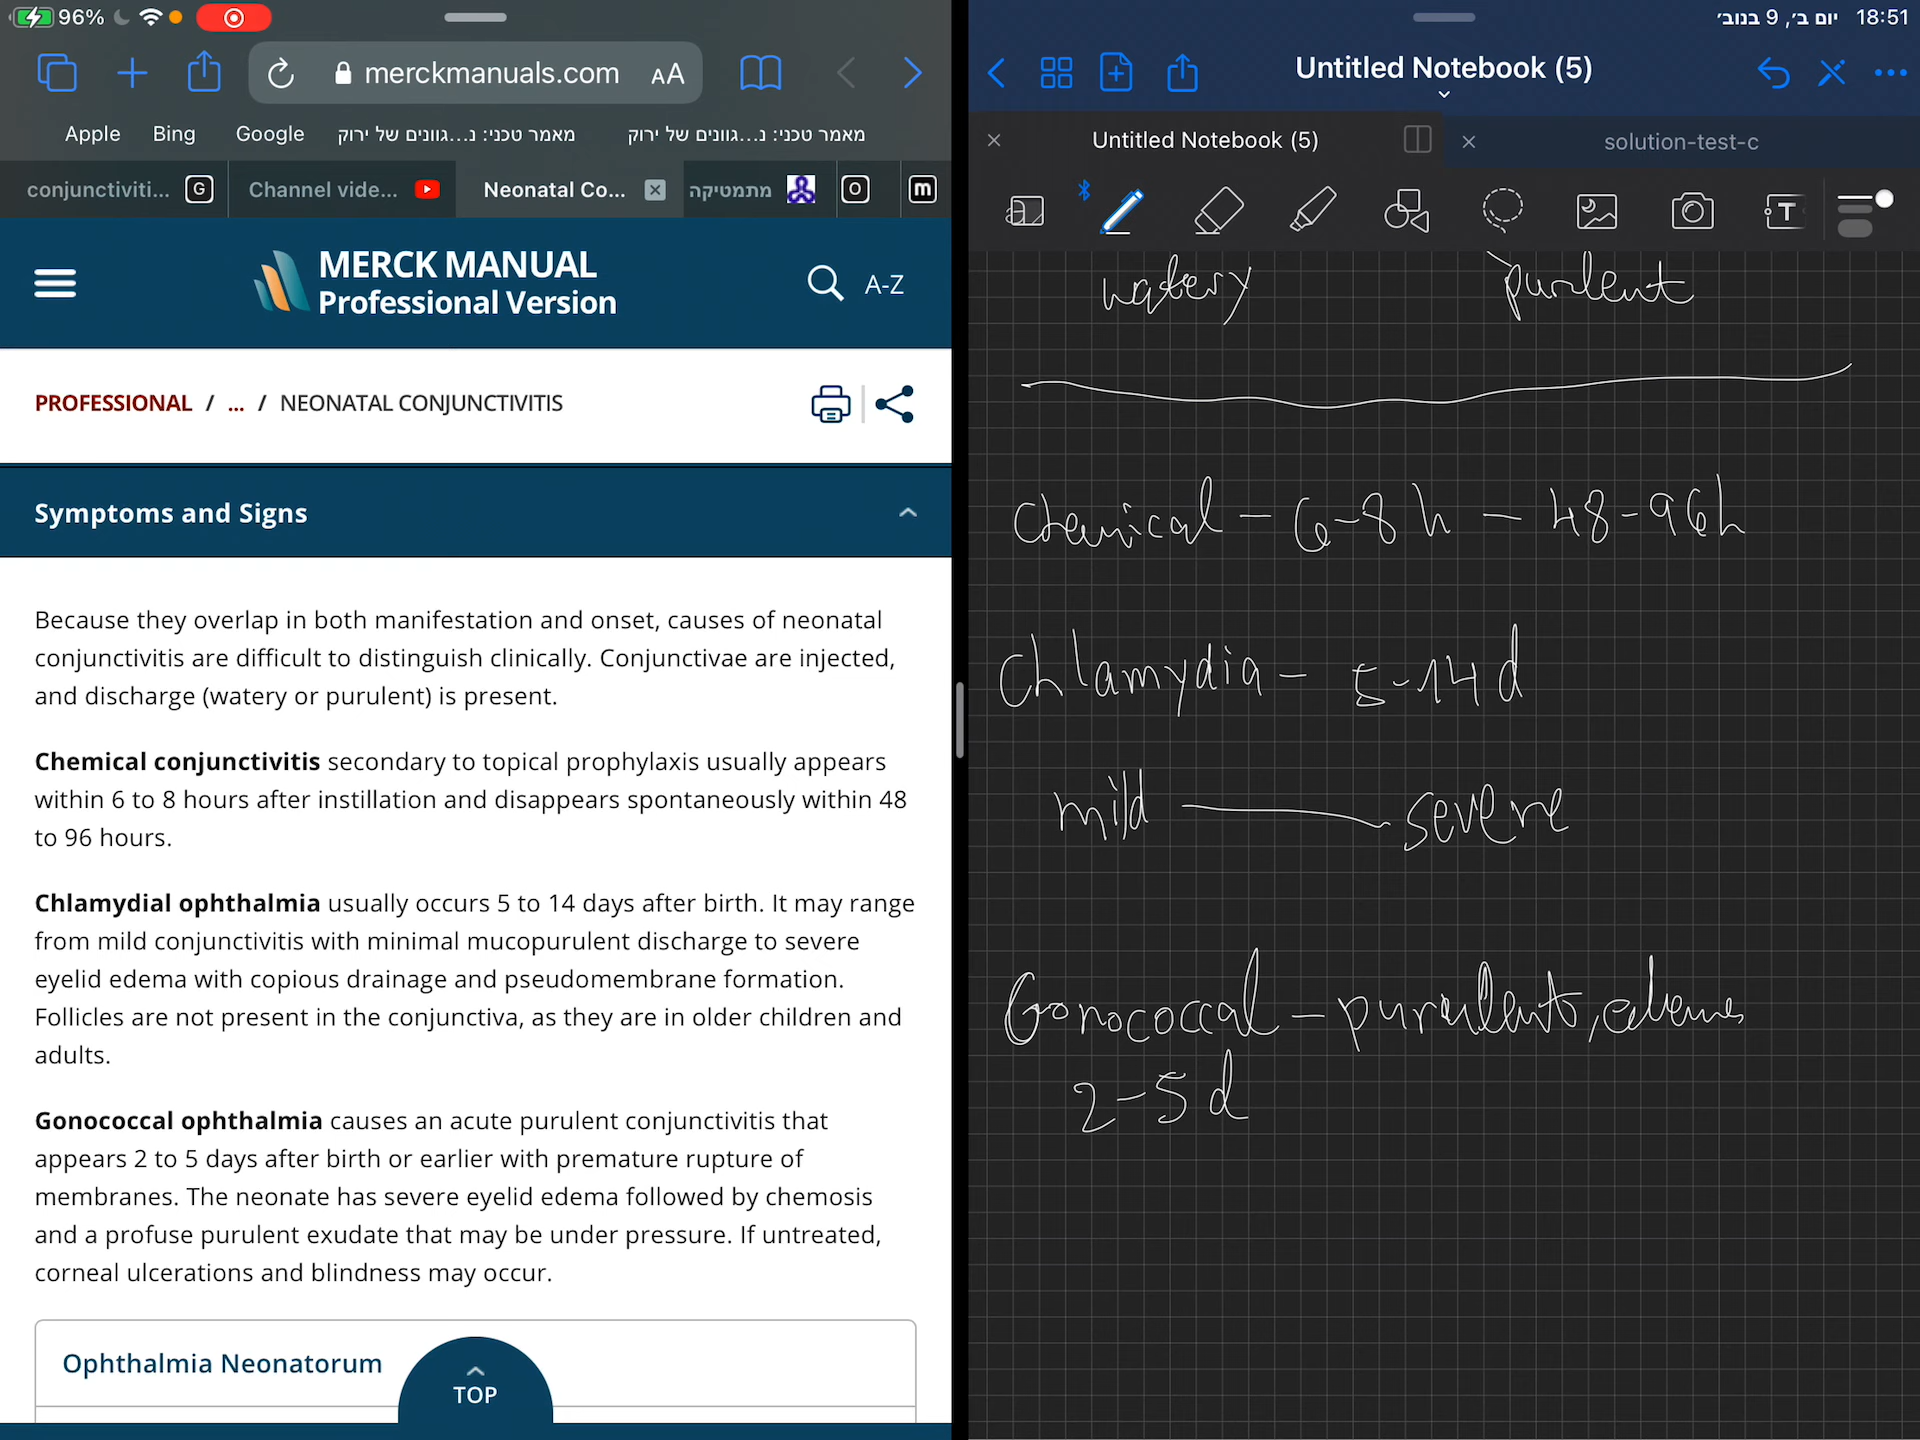 96%
merckmanuals.com AA
Apple Bing Google מאמר טכני: נ...גוונים של ירוק מאמר טכני: נ...גוונים של ירוק
conjunctiviti... G Channel vide... Neonatal Co... מתמטיקה O m
MERCK MANUAL
Professional Version
A-Z
PROFESSIONAL / ... / NEONATAL CONJUNCTIVITIS
Symptoms and Signs
Because they overlap in both manifestation and onset, causes of neonatal
conjunctivitis are difficult to distinguish clinically. Conjunctivae are injected,
and discharge (watery or purulent) is present.
Chemical conjunctivitis secondary to topical prophylaxis usually appears
within 6 to 8 hours after instillation and disappears spontaneously within 48
to 96 hours.
Chlamydial ophthalmia usually occurs 5 to 14 days after birth. It may range
from mild conjunctivitis with minimal mucopurulent discharge to severe
eyelid edema with copious drainage and pseudomembrane formation.
Follicles are not present in the conjunctiva, as they are in older children and
adults.
Gonococcal ophthalmia causes an acute purulent conjunctivitis that
appears 2 to 5 days after birth or earlier with premature rupture of
membranes. The neonate has severe eyelid edema followed by chemosis
and a profuse purulent exudate that may be under pressure. If untreated,
corneal ulcerations and blindness may occur.
Ophthalmia Neonatorum
TOP
יום ב׳, 9 בנוב׳ 18:51
Untitled Notebook (5)
Untitled Notebook (5) solution-test-c
T
watery purlent
Chemical - 6-8 h - 48-96h
Chlamydia - 5-14 d
mild — severe
Gonococcal - purulent, edema
2-5 d